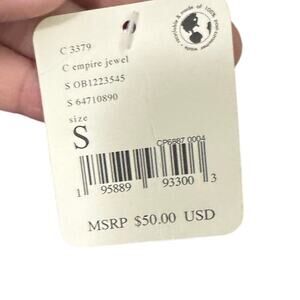 C 3379
C empire jewel
S OB1223545
S 64710890
size
S
CP6887 0004
1 95889 93300 3
MSRP $50.00 USD